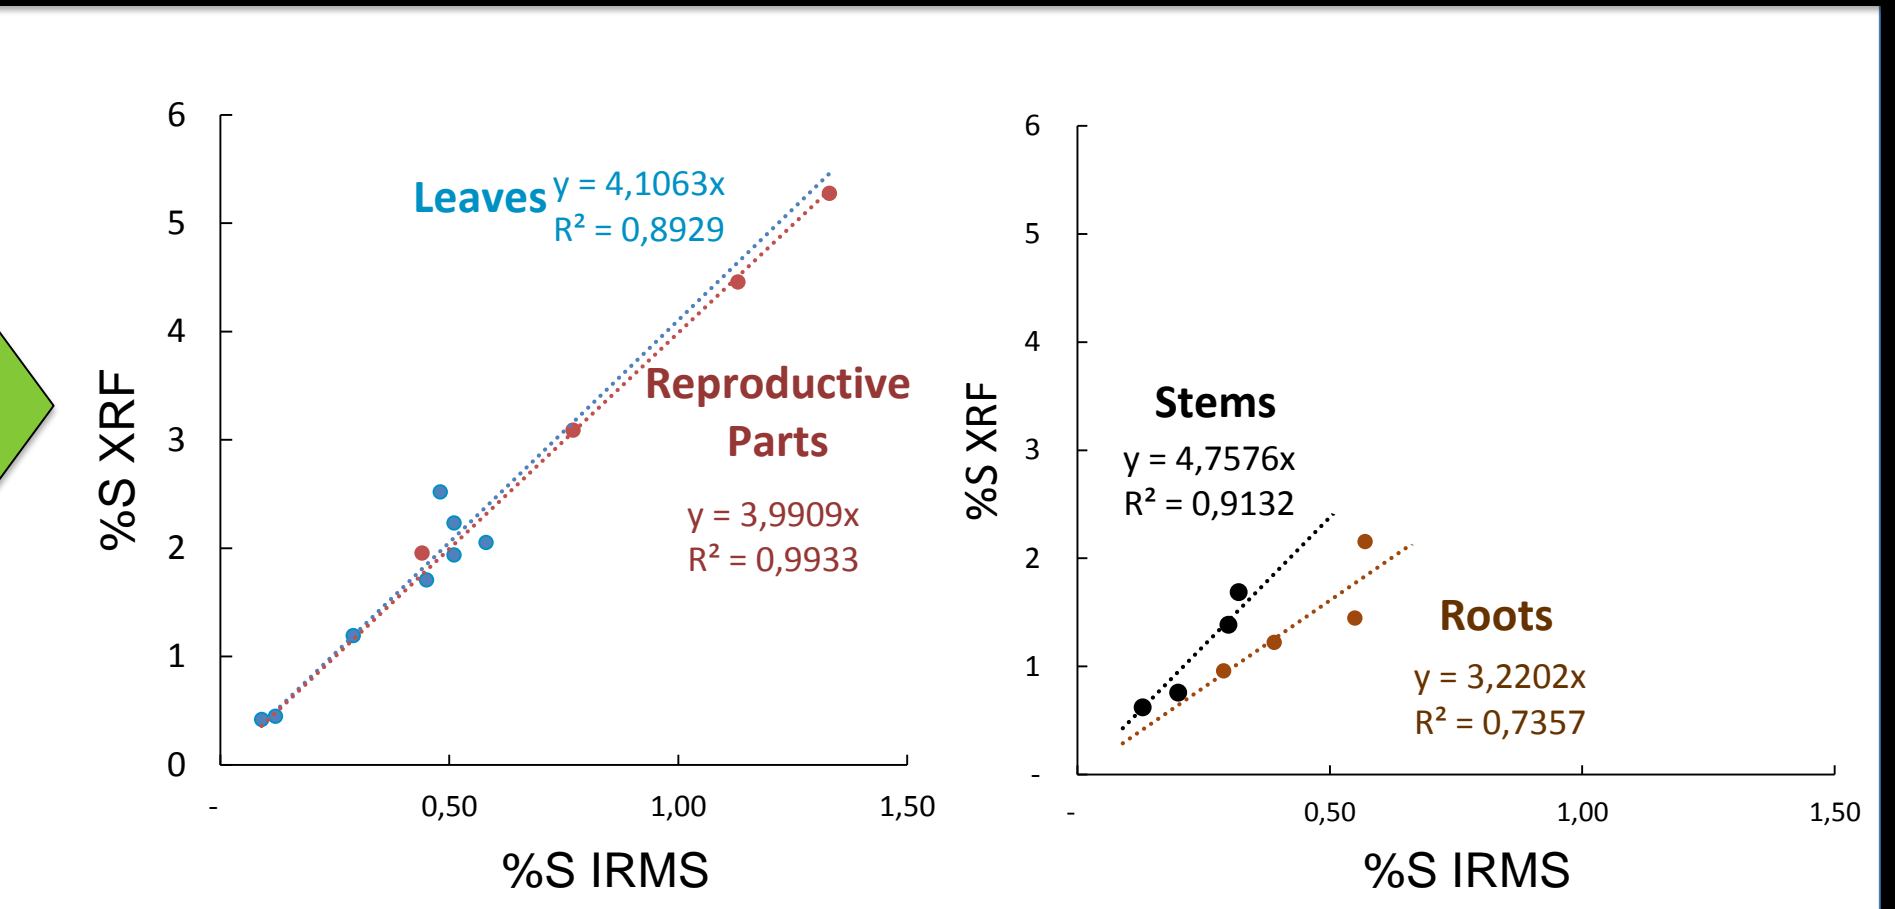 6
5
4
3
2
1
0
%S XRF
Leaves
y = 4,1063x
R² = 0,8929
Reproductive
Parts
y = 3,9909x
R² = 0,9933
- 0,50 1,00 1,50
%S IRMS
6
5
4
3
2
1
-
%S XRF
Stems
y = 4,7576x
R² = 0,9132
Roots
y = 3,2202x
R² = 0,7357
- 0,50 1,00 1,50
%S IRMS